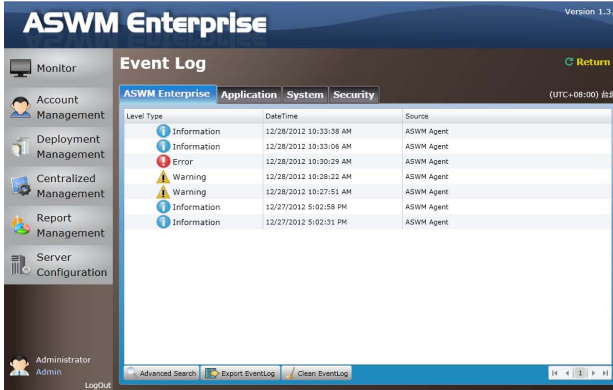 ASWM Enterprise
Version 1.3.
Monitor
Account
Management
Deployment
Management
Centralized
Management
Report
Management
Server
Configuration
Administrator
Admin
LogOut
Event Log
Return
ASWM Enterprise Application System Security
(UTC+08:00) 台北
Level Type DateTime Source
Information 12/28/2012 10:33:38 AM ASWM Agent
Information 12/28/2012 10:33:06 AM ASWM Agent
Error 12/28/2012 10:30:29 AM ASWM Agent
Warning 12/28/2012 10:28:22 AM ASWM Agent
Warning 12/28/2012 10:27:51 AM ASWM Agent
Information 12/27/2012 5:02:58 PM ASWM Agent
Information 12/27/2012 5:02:31 PM ASWM Agent
Advanced Search Export EventLog Clean EventLog
1